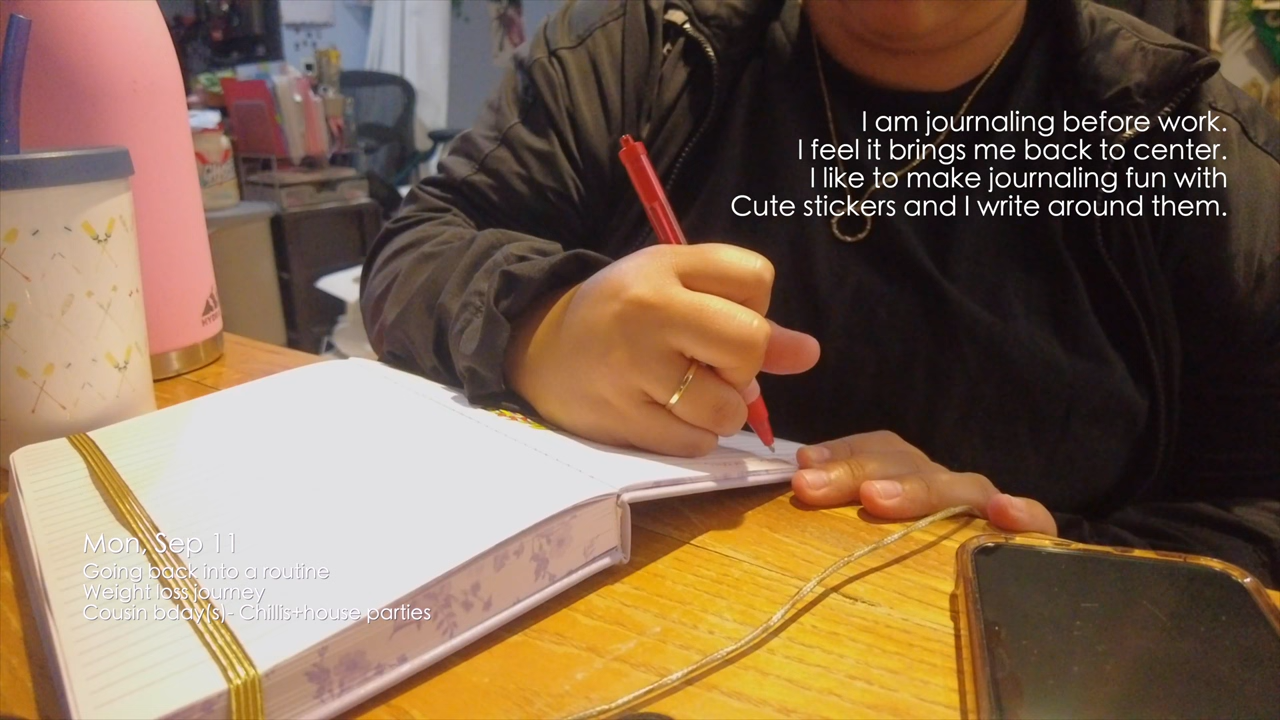 I am journaling before work.
I feel it brings me back to center.
I like to make journaling fun with
Cute stickers and I write around them.
Mon, Sep 11
Going back into a routine
Weight loss journey
Cousin bday(s)- Chillis+house parties